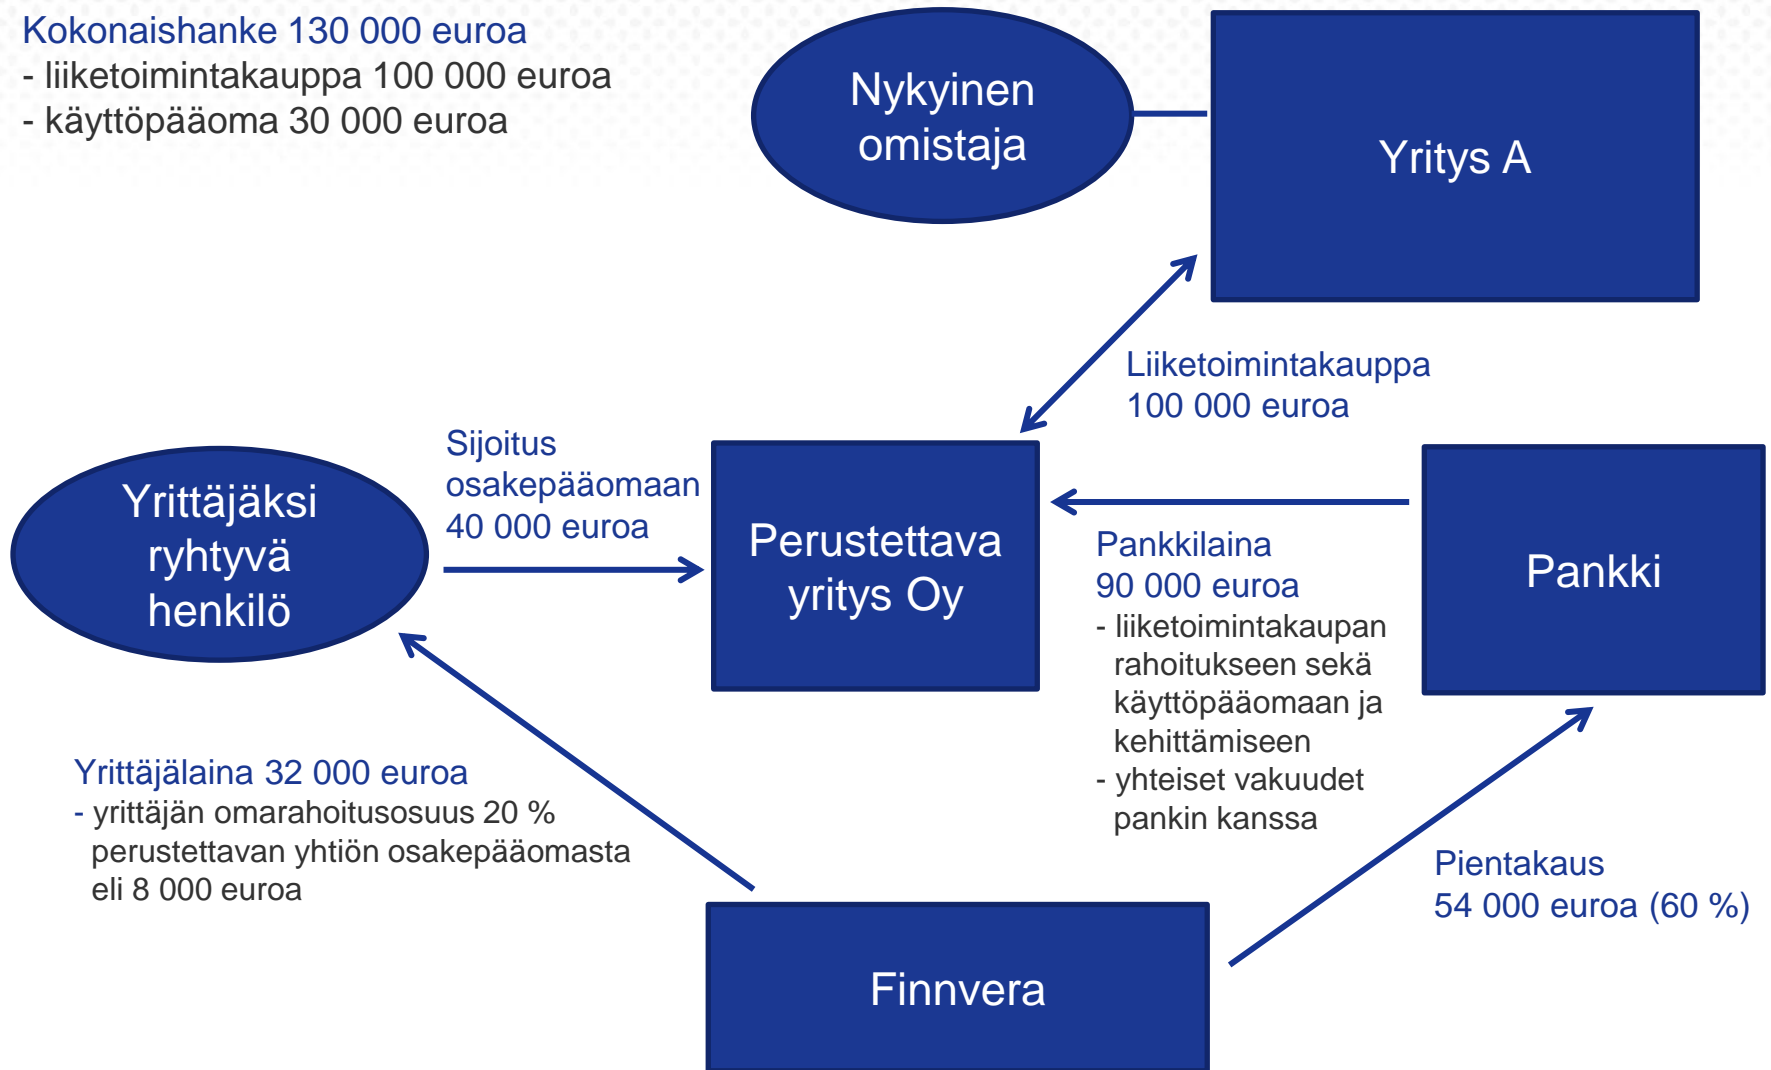 Kokonaishanke 130 000 euroa
- liiketoimintakauppa 100 000 euroa
- käyttöpääoma 30 000 euroa
Nykyinen
omistaja
Yritys A
Liiketoimintakauppa
100 000 euroa
Sijoitus
osakepääomaan
40 000 euroa
Yrittäjäksi
ryhtyvä
henkilö
Perustettava
yritys Oy
Pankkilaina
90 000 euroa
- liiketoimintakaupan
rahoitukseen sekä
käyttöpääomaan ja
kehittämiseen
- yhteiset vakuudet
pankin kanssa
Pankki
Yrittäjälaina 32 000 euroa
- yrittäjän omarahoitusosuus 20 %
perustettavan yhtiön osakepääomasta
eli 8 000 euroa
Pientakaus
54 000 euroa (60 %)
Finnvera